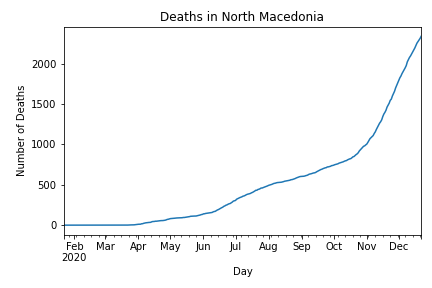 Deaths in North Macedonia
Number of Deaths
2000
1500
1000
500
0
Feb Mar Apr May Jun Jul Aug Sep Oct Nov Dec
2020
Day